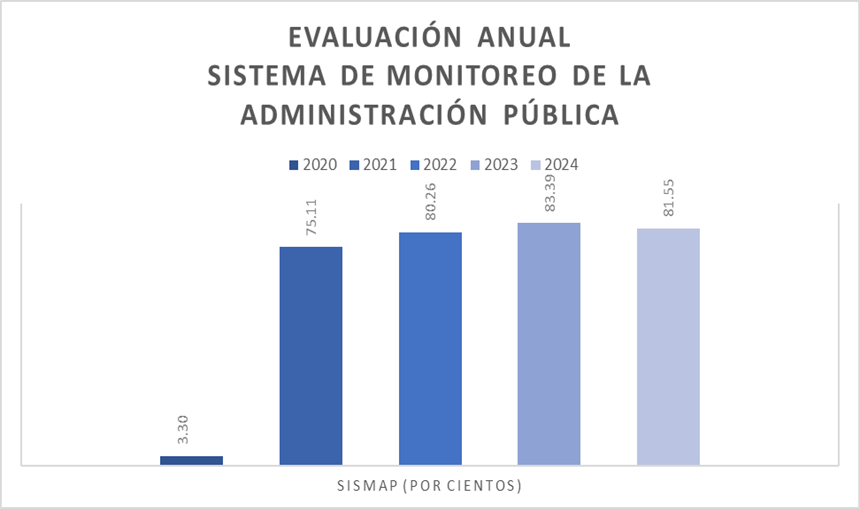 EVALUACIÓN ANUAL
SISTEMA DE MONITOREO DE LA
ADMINISTRACIÓN PÚBLICA
2020 2021 2022 2023 2024
3.30
75.11
80.26
83.39
81.55
SISMAP (POR CIENTOS)